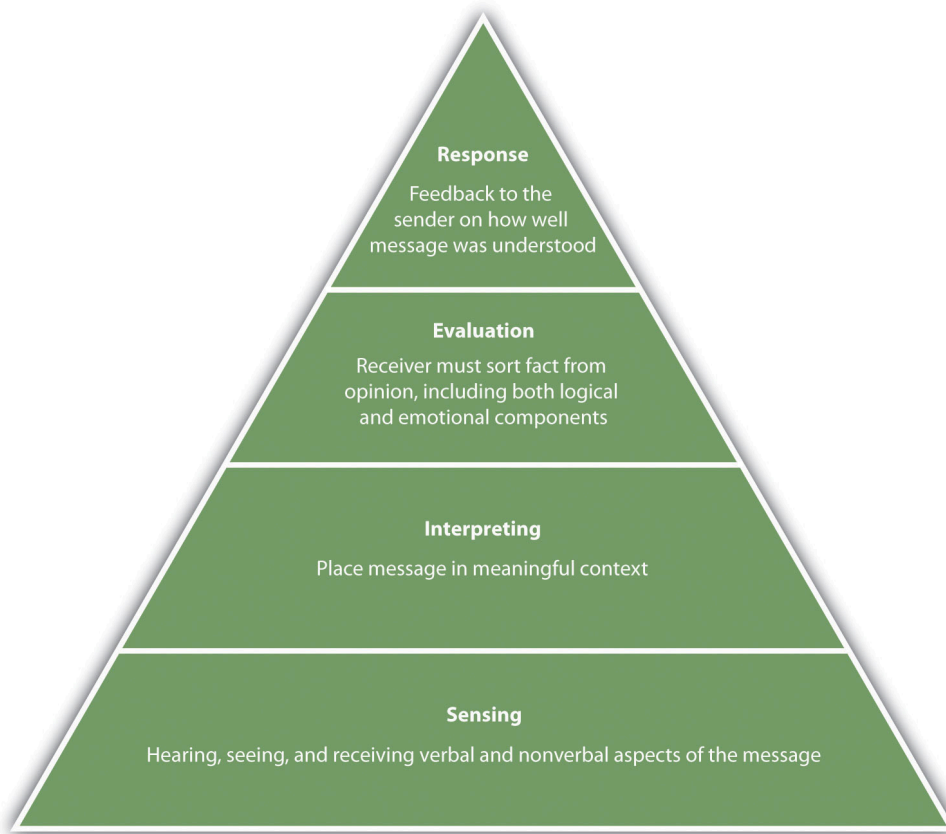 Response
Feedback to the
sender on how well
message was understood
Evaluation
Receiver must sort fact from
opinion, including both logical
and emotional components
Interpreting
Place message in meaningful context
Sensing
Hearing, seeing, and receiving verbal and nonverbal aspects of the message